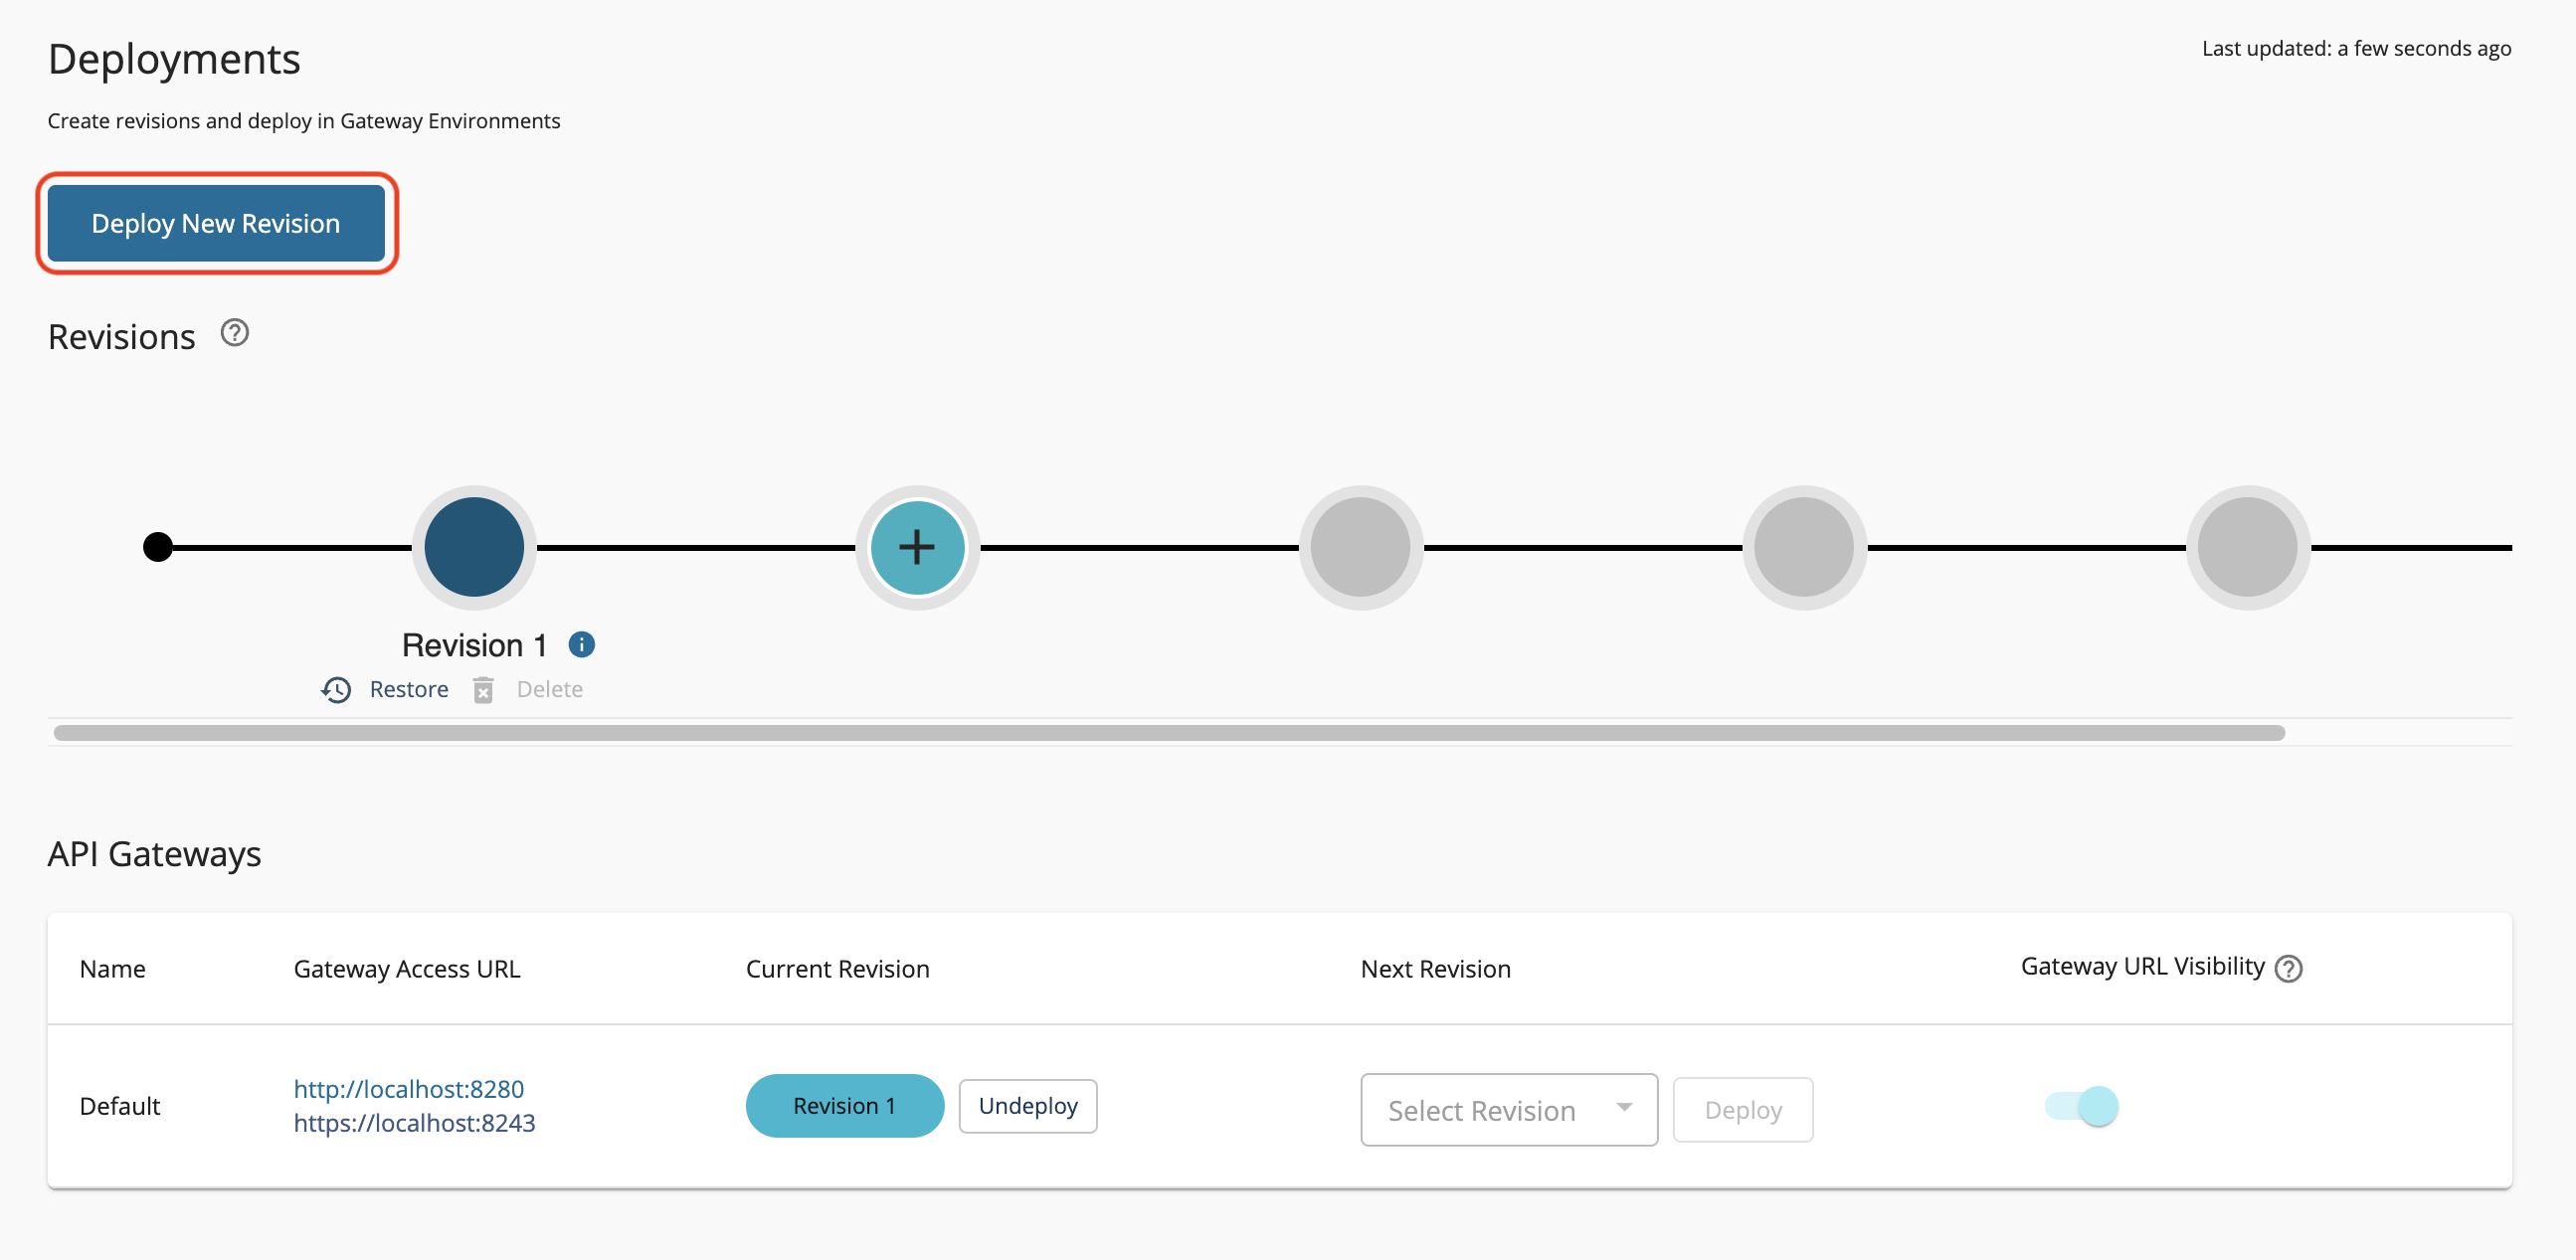 Deployments
Last updated: a few seconds ago
Create revisions and deploy in Gateway Environments
Deploy New Revision
Revisions
Revision 1
Restore Delete
API Gateways
Name Gateway Access URL Current Revision Next Revision Gateway URL Visibility
Default http://localhost:8280 Revision 1 Undeploy Select Revision Deploy
https://localhost:8243